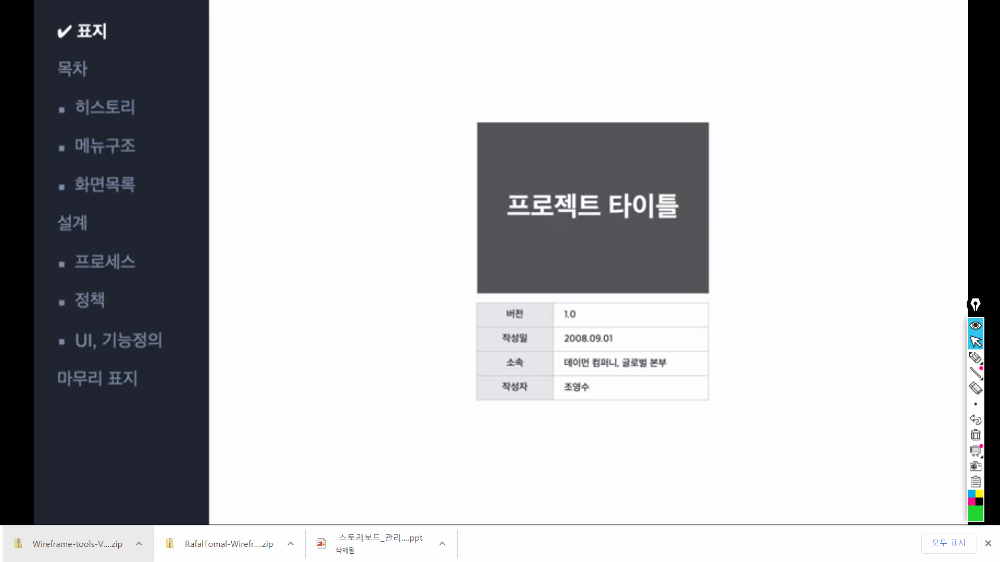 ✔ 표지
목차
▪ 히스토리
▪ 메뉴구조
▪ 화면목록
설계
▪ 프로세스
▪ 정책
▪ UI, 기능정의
마무리 표지
프로젝트 타이틀
버전 1.0
작성일 2008.09.01
소속 데이먼 컴퍼니, 글로벌 본부
작성자 조영수
Wireframe-tools-V....zip
RafalTomal-Wirefr....zip
스토리보드_관리....ppt
삭제됨
모두 표시